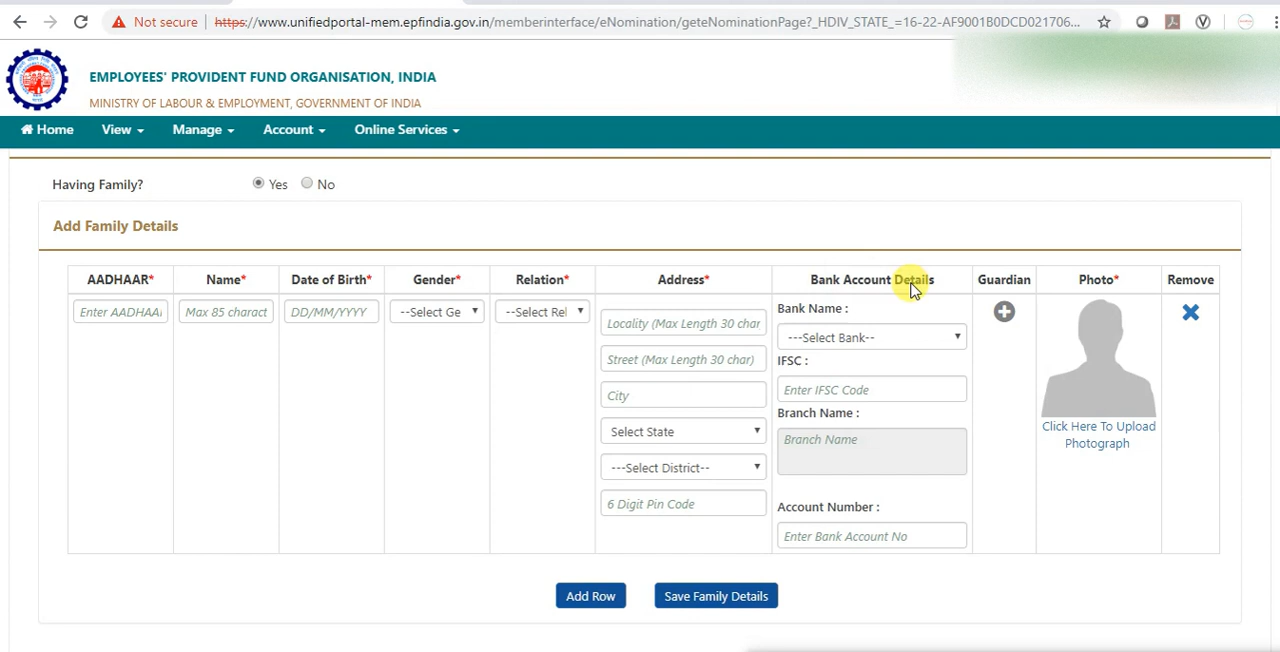 Not secure
https://www.unifiedportal-mem.epfindia.gov.in/memberinterface/eNomination/geteNominationPage?_HDIV_STATE_=16-22-AF9001B0DCD021706...
EMPLOYEES' PROVIDENT FUND ORGANISATION, INDIA
MINISTRY OF LABOUR & EMPLOYMENT, GOVERNMENT OF INDIA
Home View Manage Account Online Services
Having Family? Yes No
Add Family Details
AADHAAR* Name* Date of Birth* Gender* Relation* Address* Bank Account Details Guardian Photo* Remove
Enter AADHAA
Max 85 charact
DD/MM/YYYY
--Select Ge
--Select Rel
Locality (Max Length 30 char
Street (Max Length 30 char)
City
Select State
---Select District--
6 Digit Pin Code
Bank Name :
---Select Bank--
IFSC :
Enter IFSC Code
Branch Name :
Branch Name
Account Number :
Enter Bank Account No
Click Here To Upload
Photograph
Add Row Save Family Details